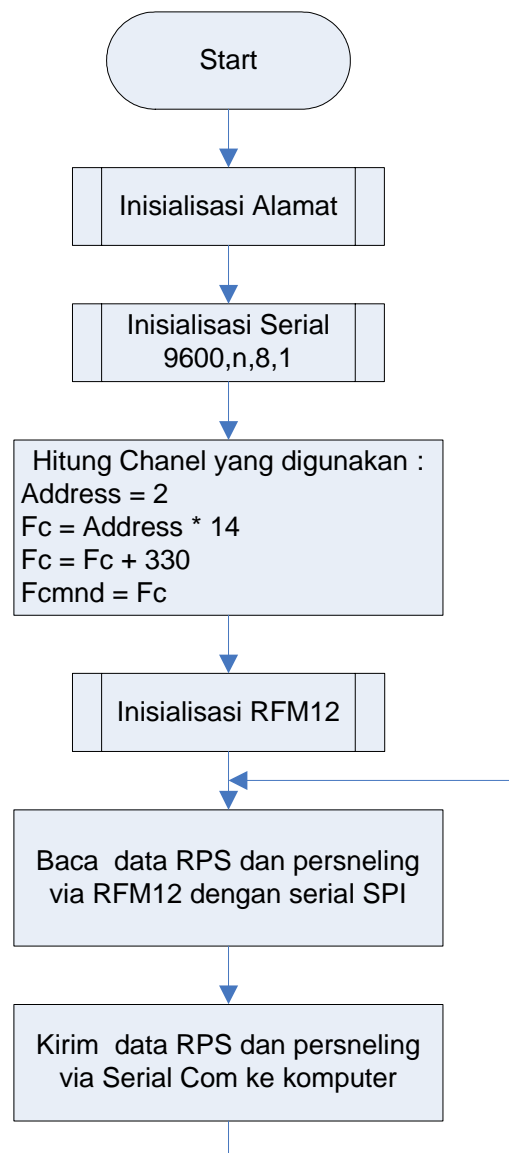 Start
Inisialisasi Alamat
Inisialisasi Serial
9600,n,8,1
Hitung Chanel yang digunakan :
Address = 2
Fc = Address * 14
Fc = Fc + 330
Fcmnd = Fc
Inisialisasi RFM12
Baca data RPS dan persneling
via RFM12 dengan serial SPI
Kirim data RPS dan persneling
via Serial Com ke komputer